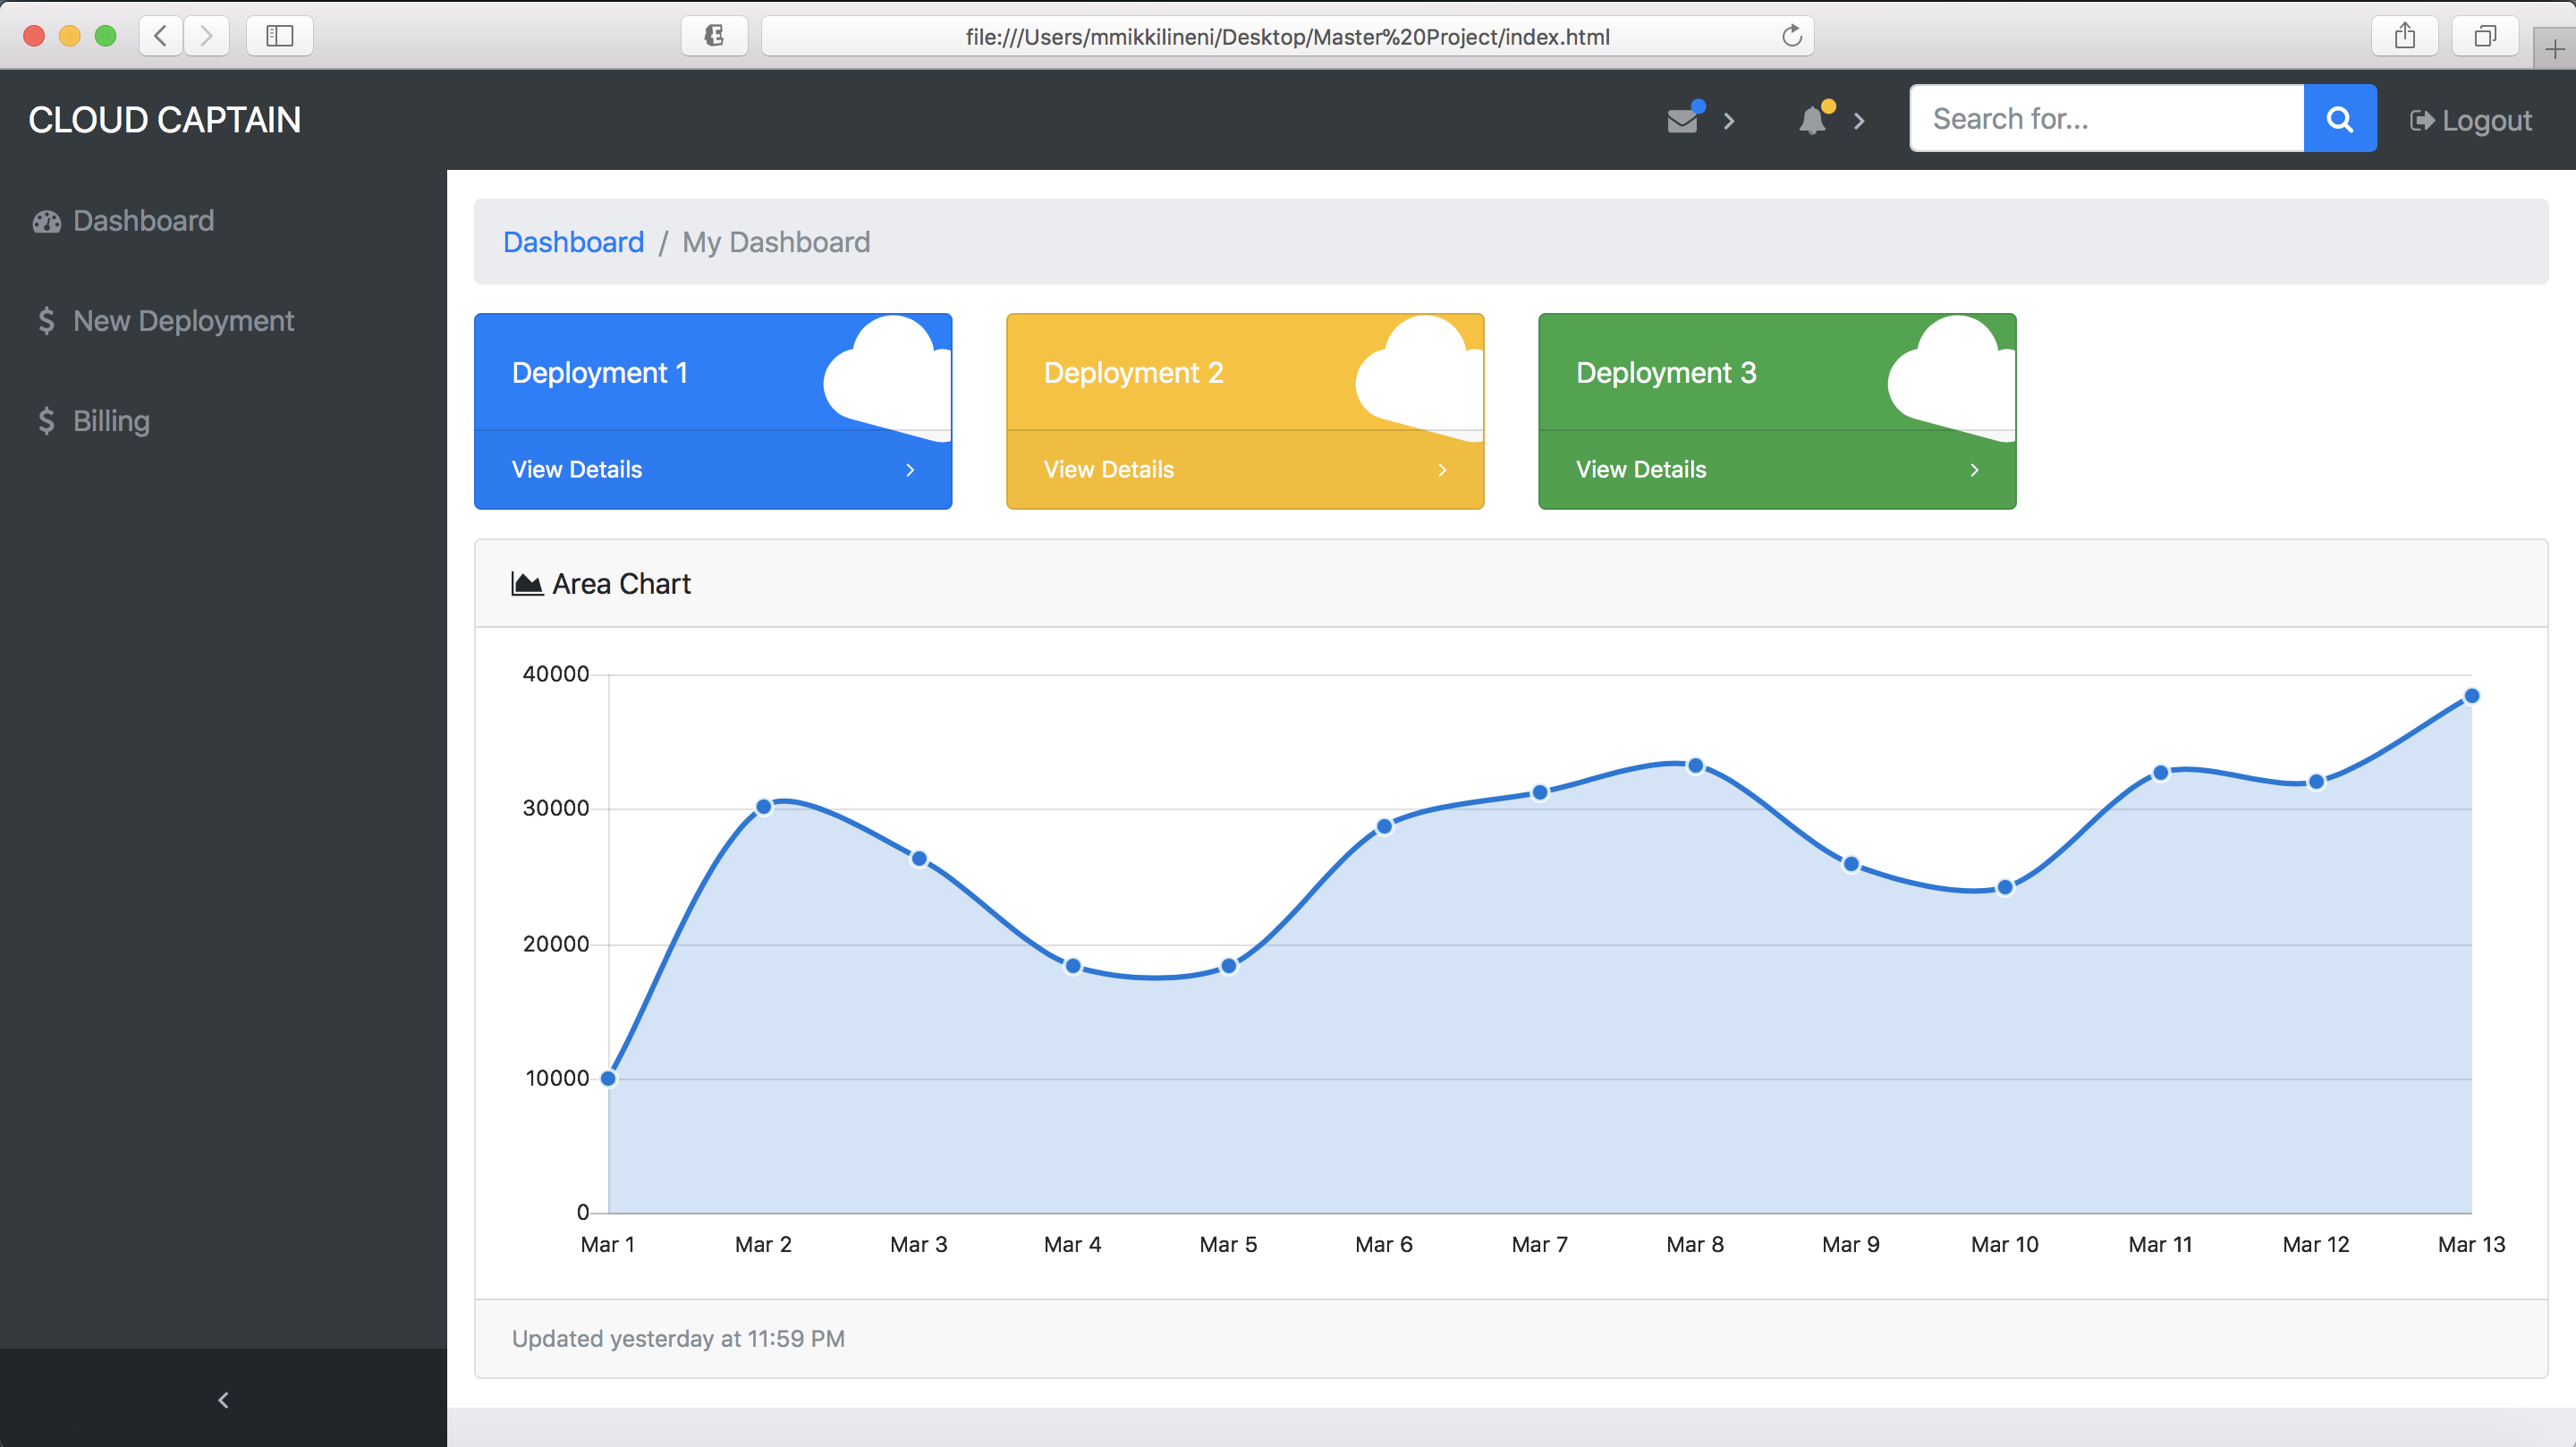 file:///Users/mmikkilineni/Desktop/Master%20Project/index.html
CLOUD CAPTAIN
Search for...
Logout
Dashboard
New Deployment
Billing
Dashboard / My Dashboard
Deployment 1
View Details
Deployment 2
View Details
Deployment 3
View Details
Area Chart
40000
30000
20000
10000
0
Mar 1 Mar 2 Mar 3 Mar 4 Mar 5 Mar 6 Mar 7 Mar 8 Mar 9 Mar 10 Mar 11 Mar 12 Mar 13
Updated yesterday at 11:59 PM